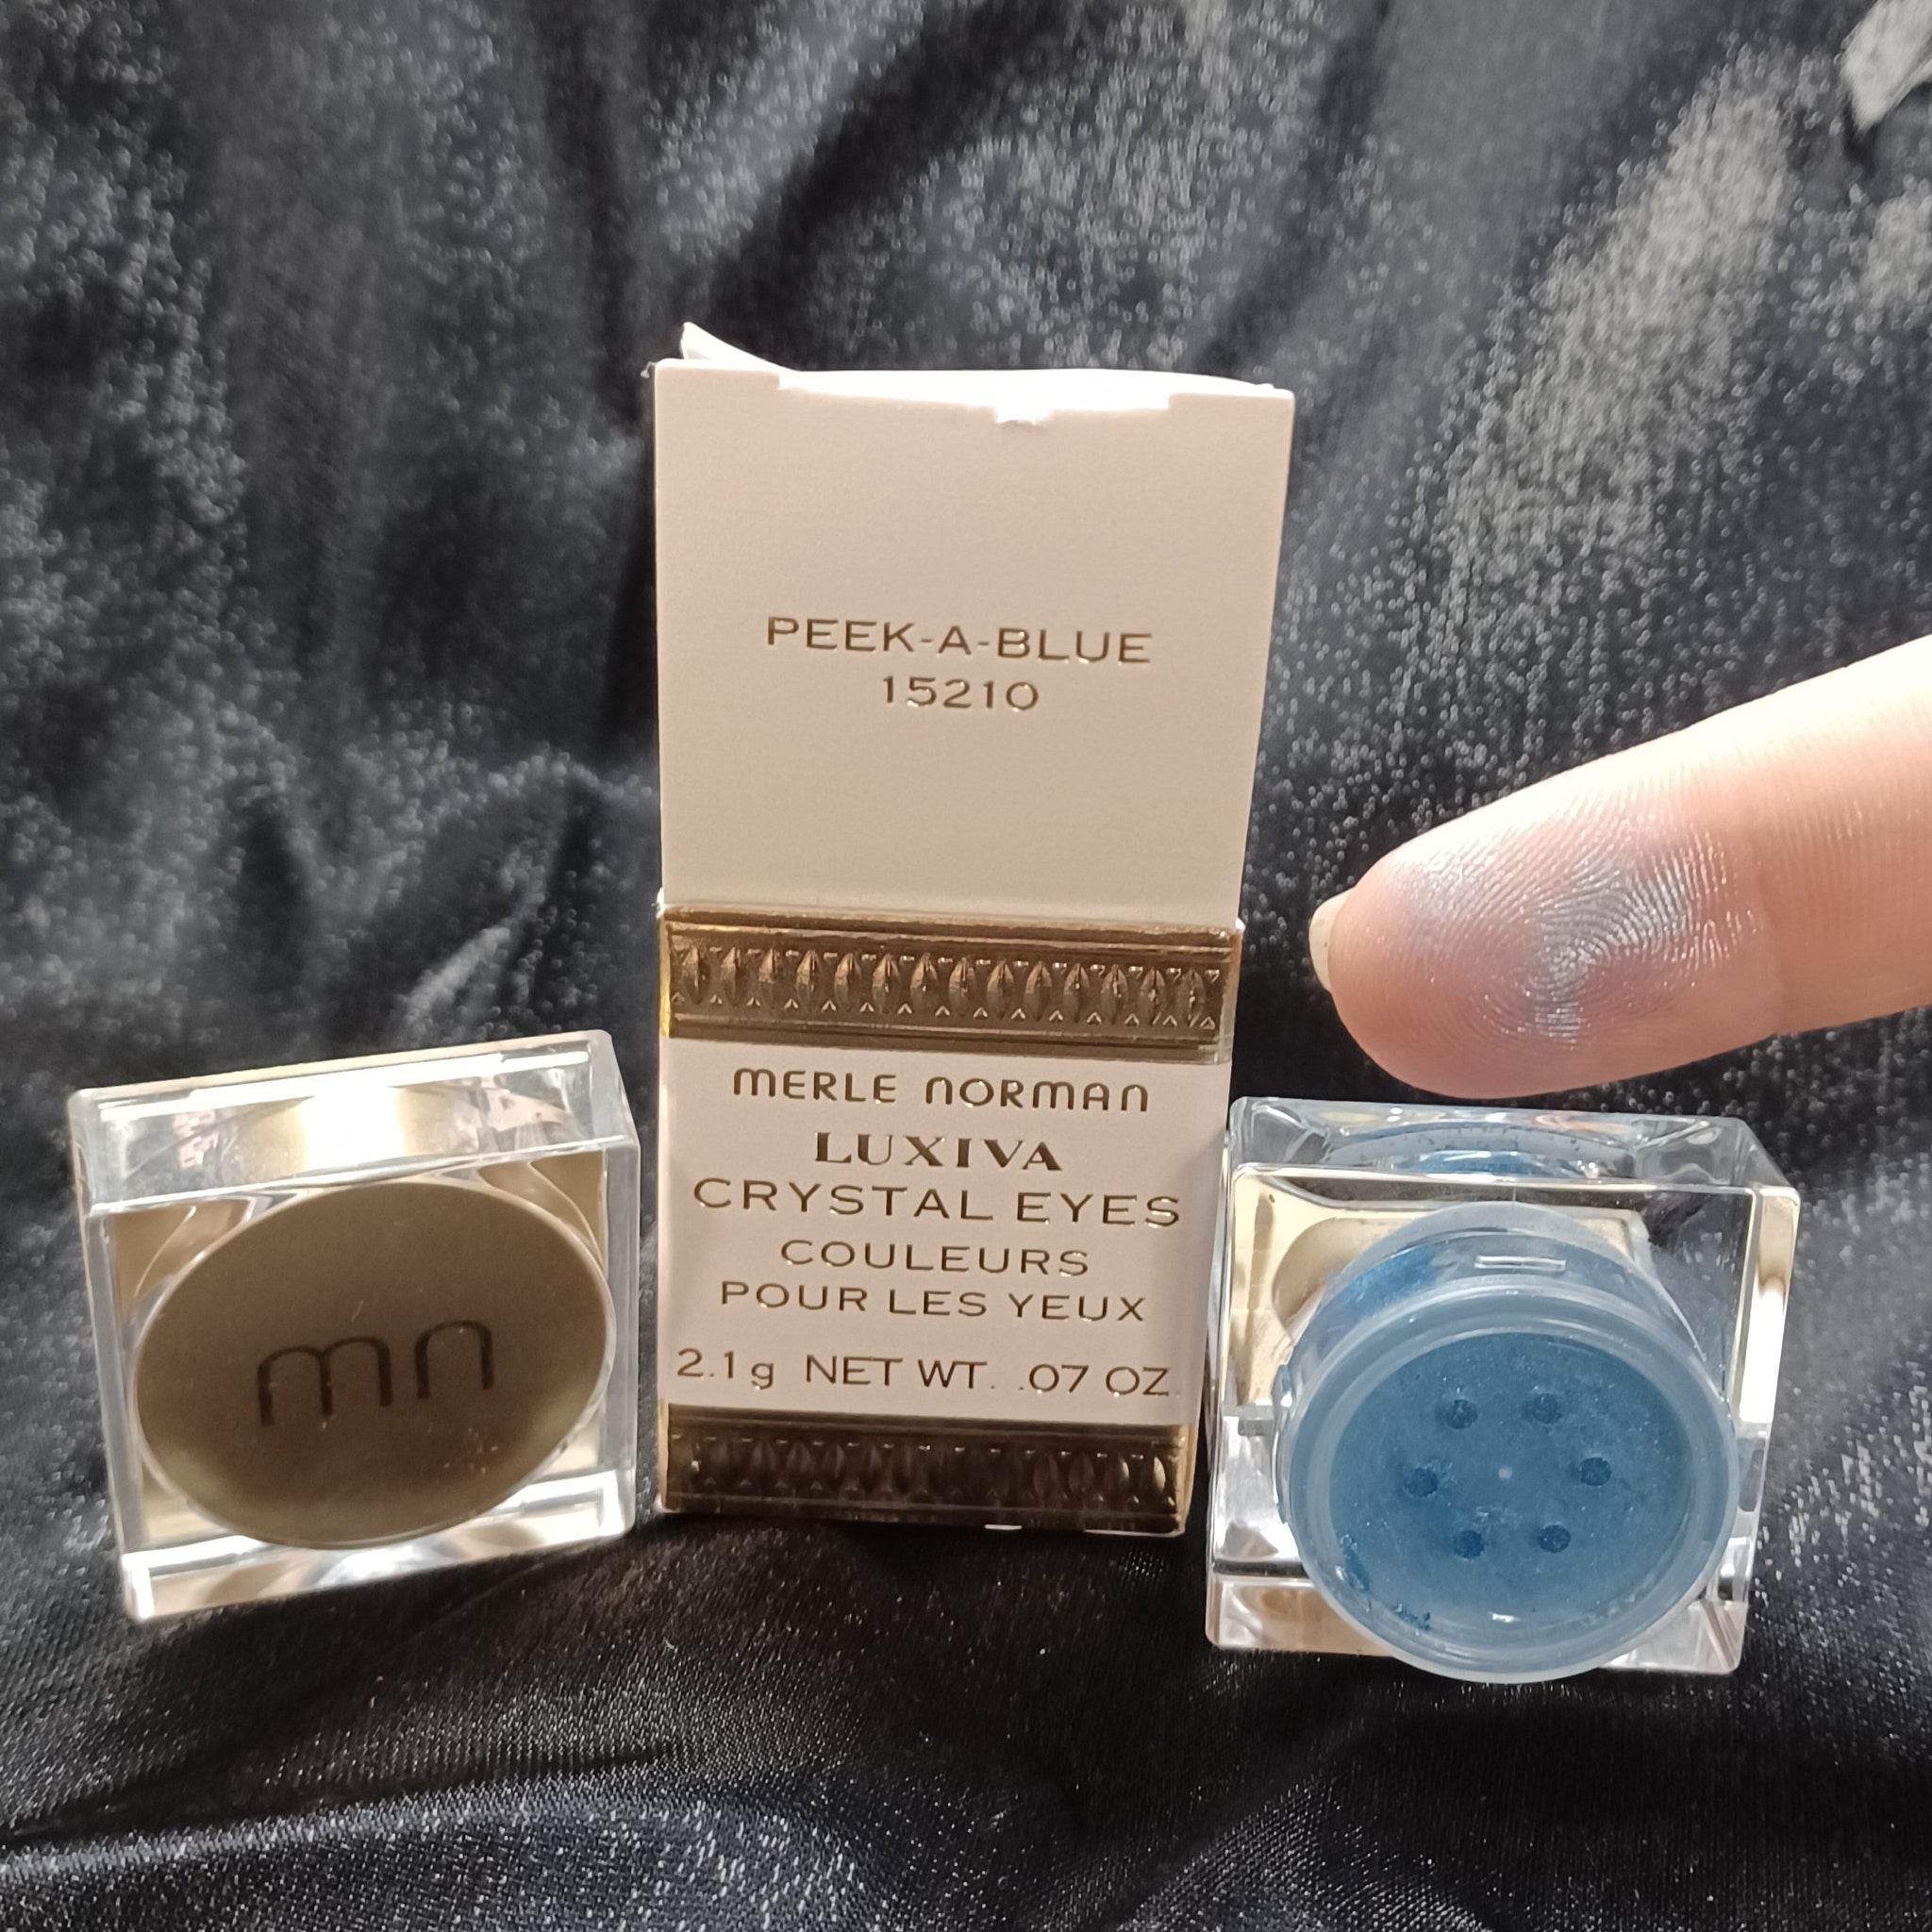 PEEK-A-BLUE
15210
MERLE NORMAN
LUXIVA
CRYSTAL EYES
COULEURS
POUR LES YEUX
2.1g NET WT. .07 OZ.
mn